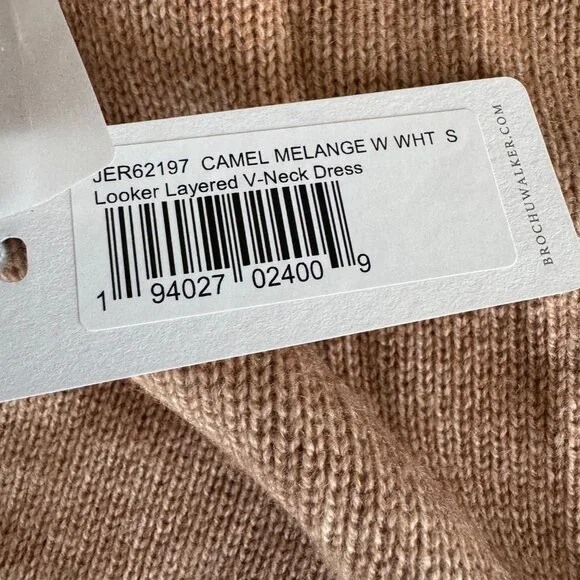 JER62197 CAMEL MELANGE W WHT S
Looker Layered V-Neck Dress
1 94027 02400 9
BROCHUWALKER.COM